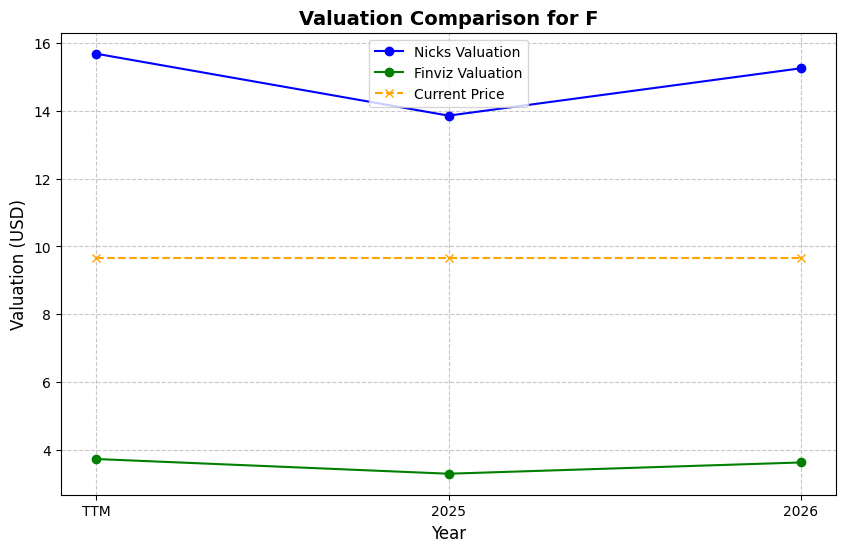 Valuation Comparison for F
Nicks Valuation
Finviz Valuation
Current Price
Valuation (USD)
16
14
12
10
8
6
4
TTM
2025
2026
Year